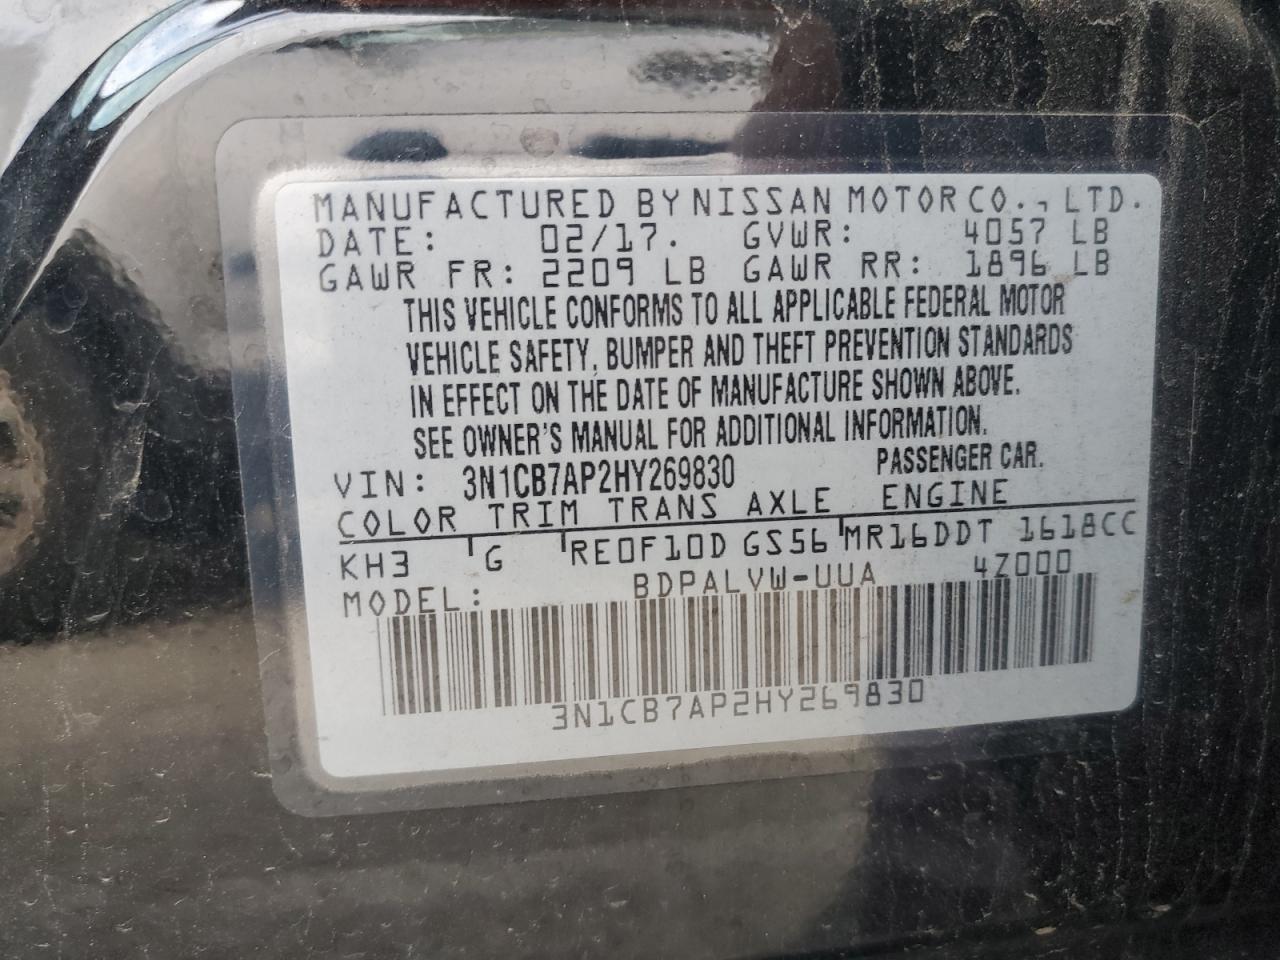 MANUFACTURED BY NISSAN MOTOR CO., LTD.
DATE: 02/17. GVWR: 4057 LB
GAWR FR: 2209 LB GAWR RR: 1896 LB
THIS VEHICLE CONFORMS TO ALL APPLICABLE FEDERAL MOTOR
VEHICLE SAFETY, BUMPER AND THEFT PREVENTION STANDARDS
IN EFFECT ON THE DATE OF MANUFACTURE SHOWN ABOVE.
SEE OWNER'S MANUAL FOR ADDITIONAL INFORMATION.
VIN: 3N1CB7AP2HY269830 PASSENGER CAR.
COLOR TRIM TRANS AXLE ENGINE
KH3 G RE0F10D GS56 MR16DDT 1618CC
MODEL: BDPALVW-UUA 4Z000
3N1CB7AP2HY269830